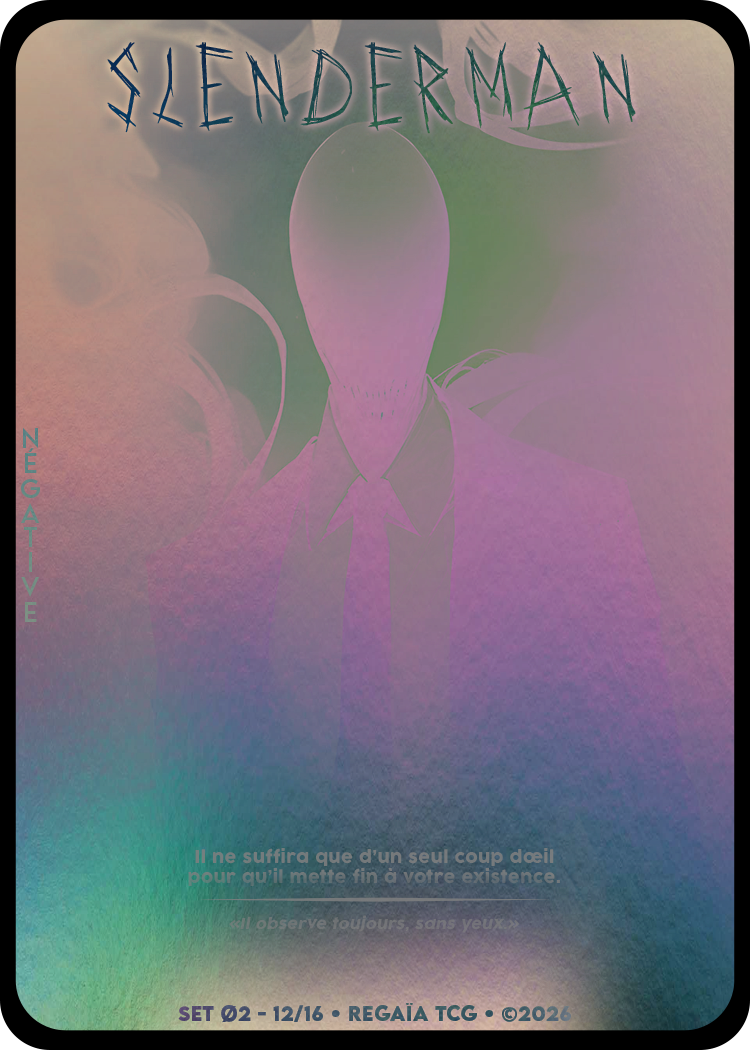 SLENDERMAN
NÉGATIVE
Il ne suffira que d'un seul coup dœil
pour qu'il mette fin à votre existence.
«Il observe toujours, sans yeux.»
SET Ø2 - 12/16 • REGAÏA TCG • ©2026